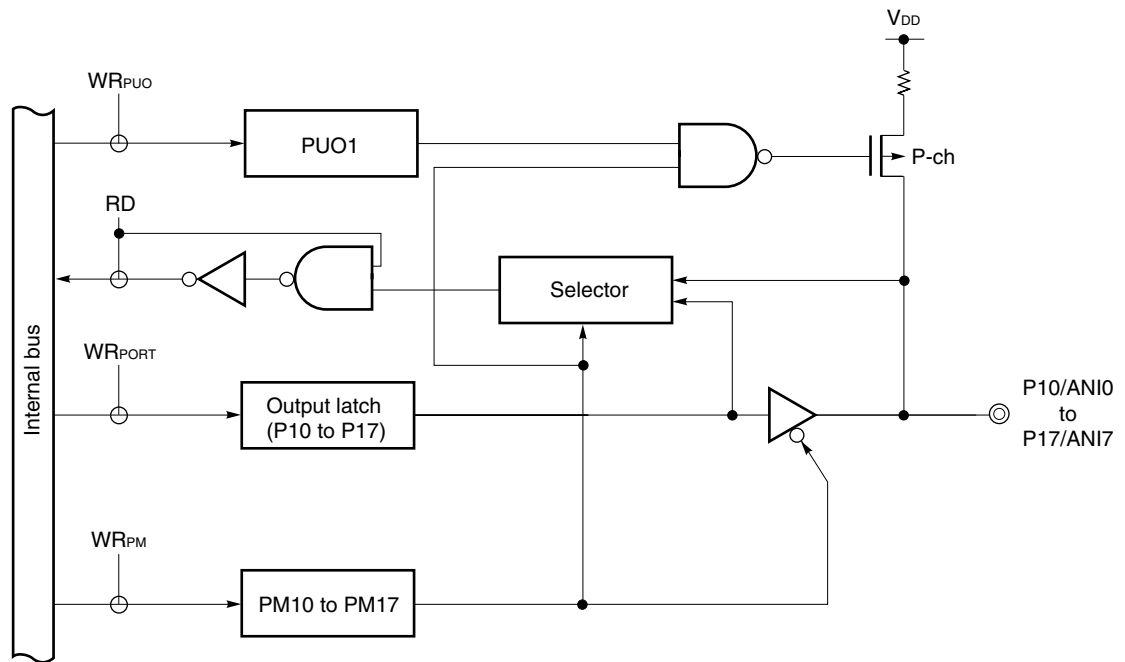 VDD
WRPUO
PUO1
P-ch
RD
Selector
Internal bus
WRPORT
Output latch
(P10 to P17)
P10/ANI0
to
P17/ANI7
WRPM
PM10 to PM17